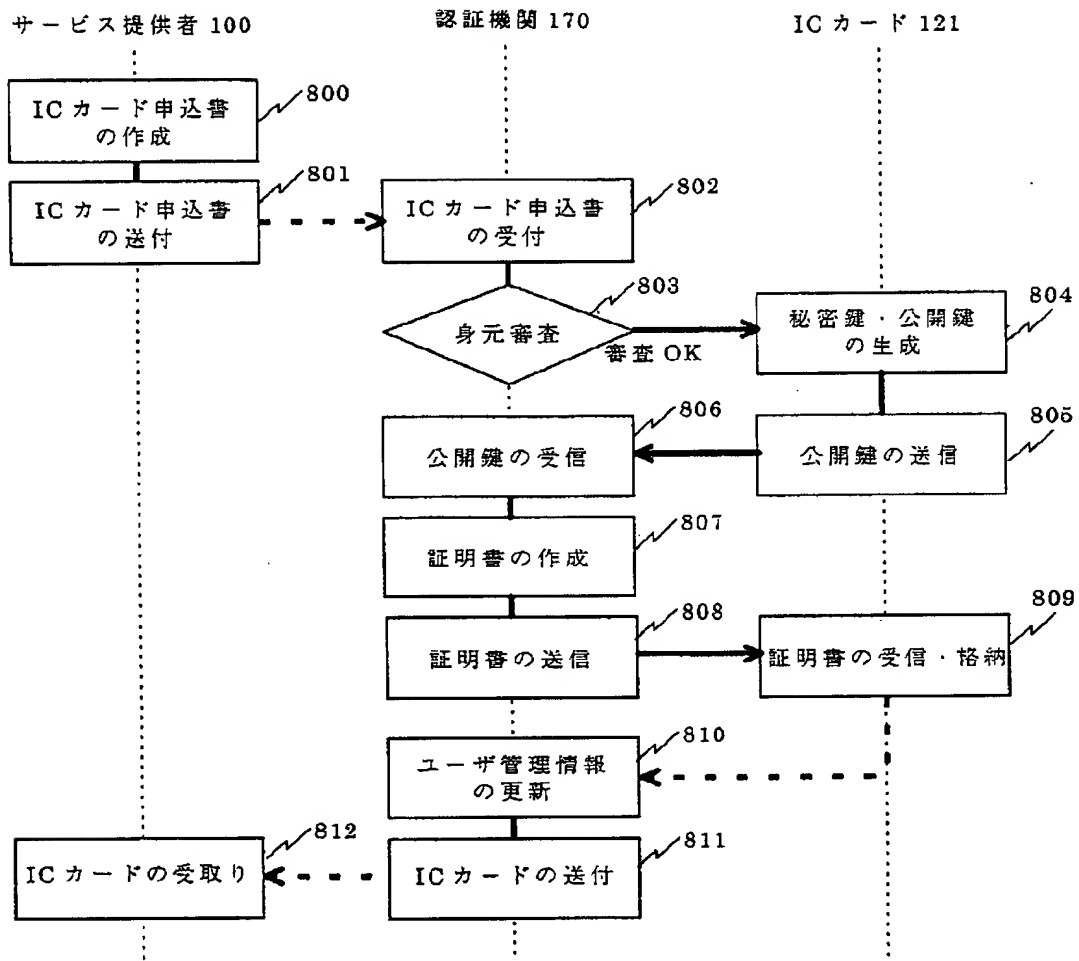 サービス提供者 100
認証機関 170
ICカード 121
800
ICカード申込書
の作成
801
ICカード申込書
の送付
802
ICカード申込書
の受付
803
身元審査
審査 OK
804
秘密鍵・公開鍵
の生成
805
公開鍵の送信
806
公開鍵の受信
807
証明書の作成
808
証明書の送信
809
証明書の受信・格納
810
ユーザ管理情報
の更新
811
ICカードの送付
812
ICカードの受取り